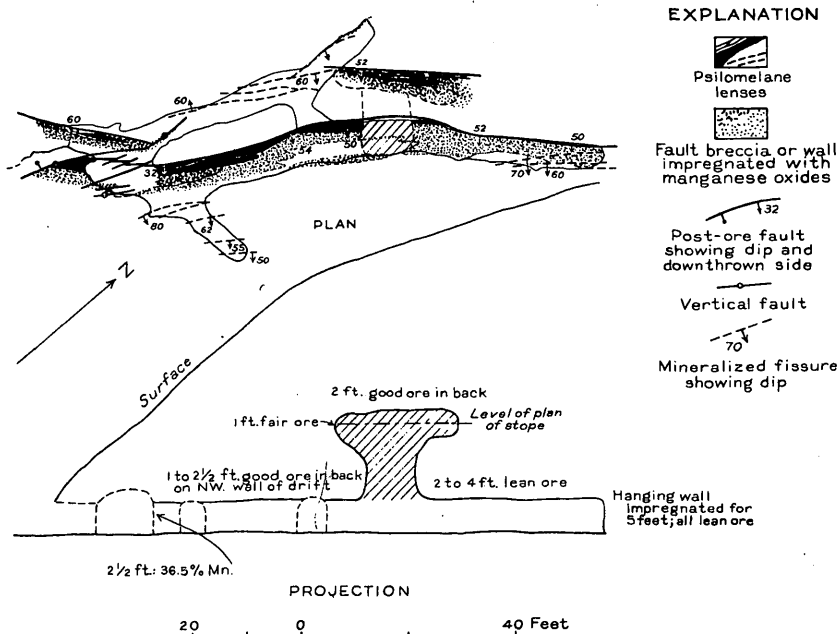 EXPLANATION
Psilomelane
lenses
Fault breccia or wall
impregnated with
manganese oxides
32
Post-ore fault
showing dip and
downthrown side
Vertical fault
70
Mineralized fissure
showing dip
52
60
60
60
52
50
50
54
32
70
60
80
62
55
50
PLAN
N
Surface
2 ft. good ore in back
1 ft. fair ore
Level of plan
of stope
1 to 2½ ft. good ore in back
on NW. wall of drift
2 to 4 ft. lean ore
Hanging wall
impregnated for
5 feet; all lean ore
2½ ft.: 36.5% Mn.
PROJECTION
20 0 40 Feet